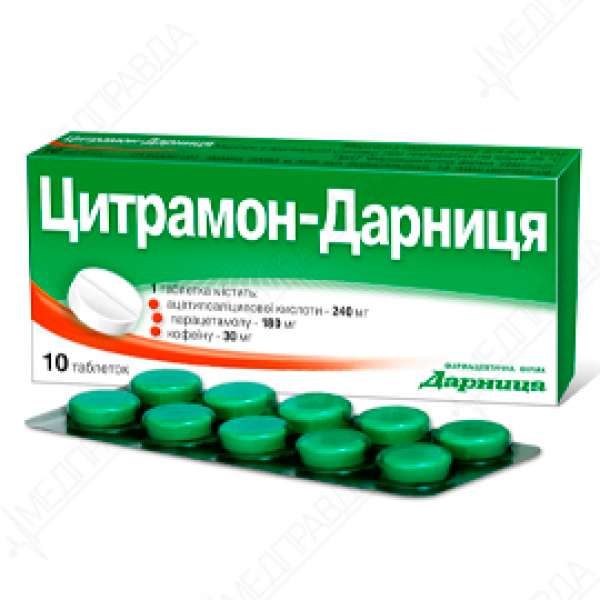 Цитрамон-Дарниця
1 таблетка містить:
ацетилсаліцилової кислоти - 240 мг
парацетамолу - 180 мг
кофеїну - 30 мг
10 таблеток
ФАРМАЦЕВТИЧНА ФІРМА
Дарниця
МЕДПРАВДА